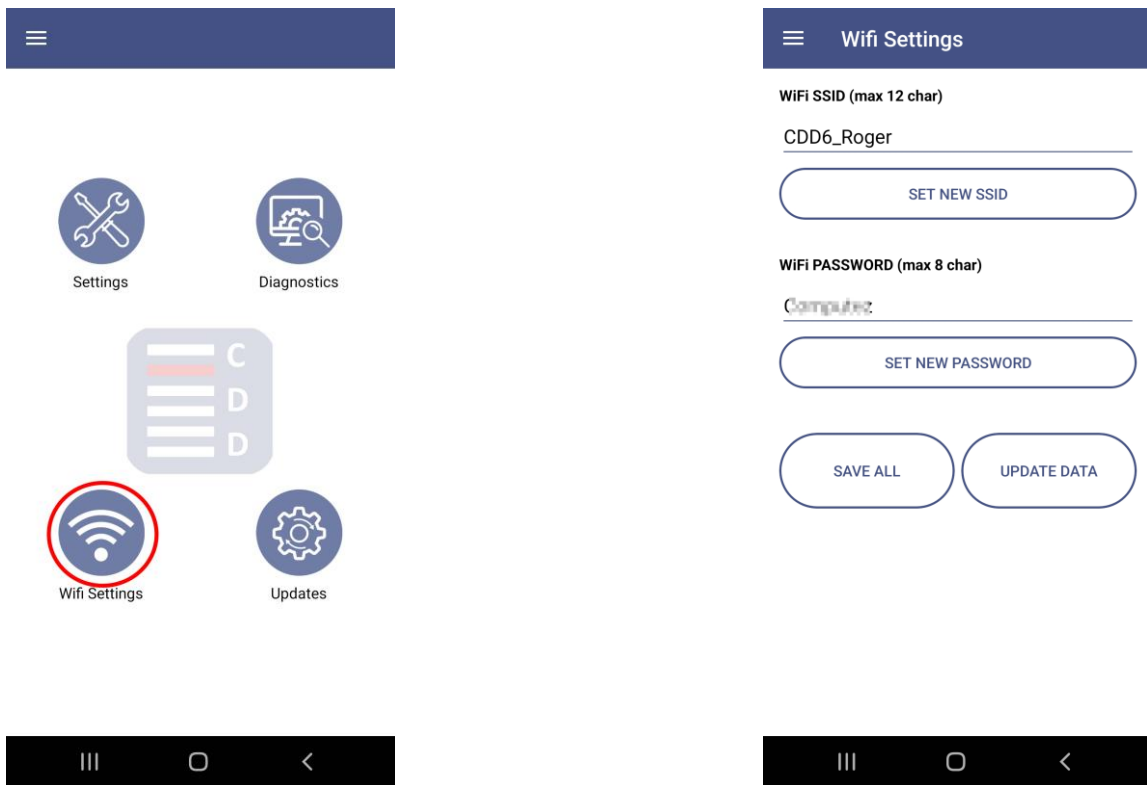 Settings
Diagnostics
C
D
D
Wifi Settings
Updates
Wifi Settings
WiFi SSID (max 12 char)
CDD6_Roger
SET NEW SSID
WiFi PASSWORD (max 8 char)
SET NEW PASSWORD
SAVE ALL
UPDATE DATA